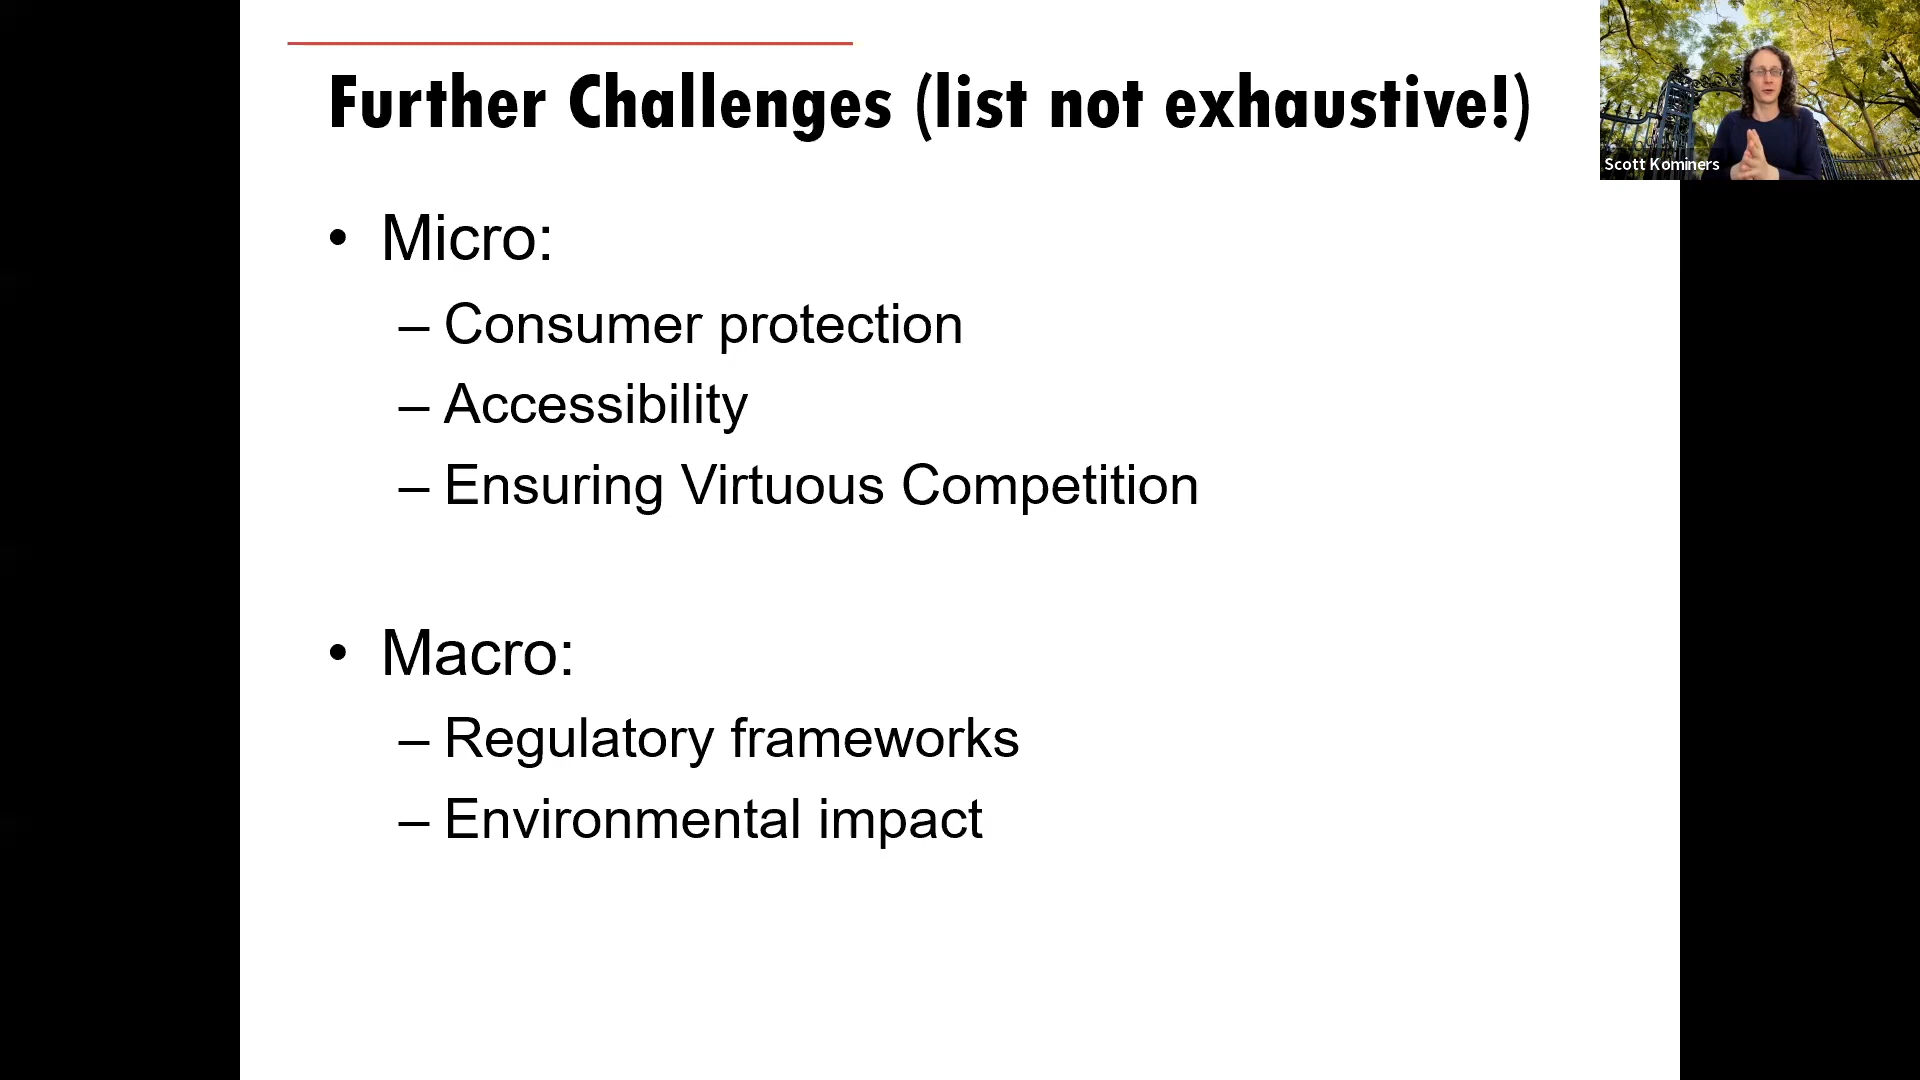 Further Challenges (list not exhaustive!)
Scott Kominers
• Micro:
– Consumer protection
– Accessibility
– Ensuring Virtuous Competition
• Macro:
– Regulatory frameworks
– Environmental impact